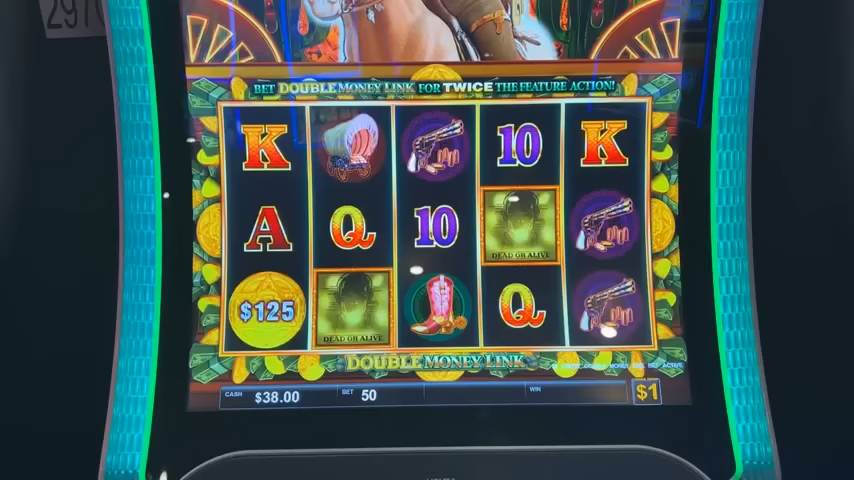 BET DOUBLE MONEY LINK FOR TWICE THE FEATURE ACTION!
K 10 K
A Q 10
DEAD OR ALIVE
$125 Q
DEAD OR ALIVE
DOUBLE MONEY LINK
CASH $38.00 BET 50 WIN $1